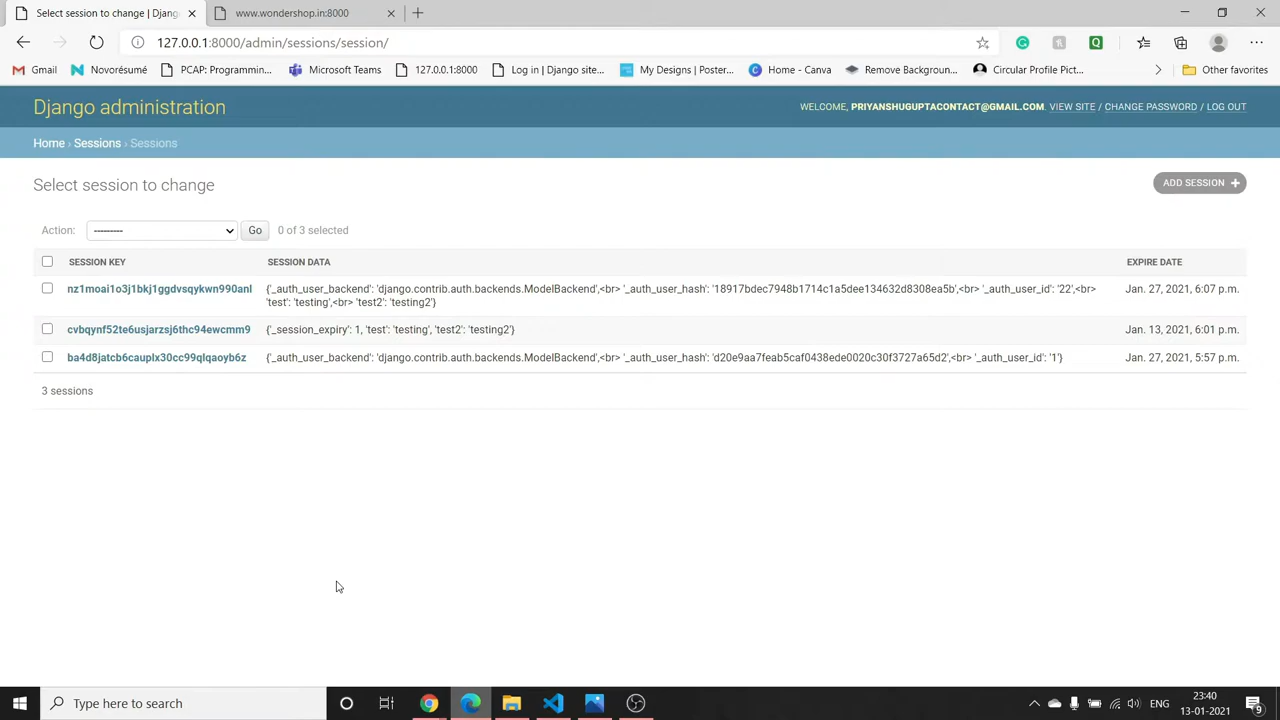 Select session to change | Djang
www.wondershop.in:8000
127.0.0.1:8000/admin/sessions/session/
Gmail
Novorésumé
PCAP: Programmin...
Microsoft Teams
127.0.0.1:8000
Log in | Django site...
My Designs | Poster...
Home - Canva
Remove Backgroun...
Circular Profile Pict...
Other favorites
Django administration
WELCOME, PRIYANSHUGUPTACONTACT@GMAIL.COM. VIEW SITE / CHANGE PASSWORD / LOG OUT
Home › Sessions › Sessions
Select session to change
ADD SESSION +
Action: --------- Go 0 of 3 selected
SESSION KEY SESSION DATA EXPIRE DATE
nz1moai1o3j1bkj1ggdvsqykwn990anl {'_auth_user_backend': 'django.contrib.auth.backends.ModelBackend',<br> '_auth_user_hash': '18917bdec7948b1714c1a5dee134632d8308ea5b',<br> '_auth_user_id': '22',<br> Jan. 27, 2021, 6:07 p.m.
'test': 'testing',<br> 'test2': 'testing2'}
cvbqynf52te6usjarzsj6thc94ewcmm9 {'_session_expiry': 1, 'test': 'testing', 'test2': 'testing2'} Jan. 13, 2021, 6:01 p.m.
ba4d8jatcb6cauplx30cc99qlqaoyb6z {'_auth_user_backend': 'django.contrib.auth.backends.ModelBackend',<br> '_auth_user_hash': 'd20e9aa7feab5caf0438ede0020c30f3727a65d2',<br> '_auth_user_id': '1'} Jan. 27, 2021, 5:57 p.m.
3 sessions
Type here to search
ENG
23:40
13-01-2021
9